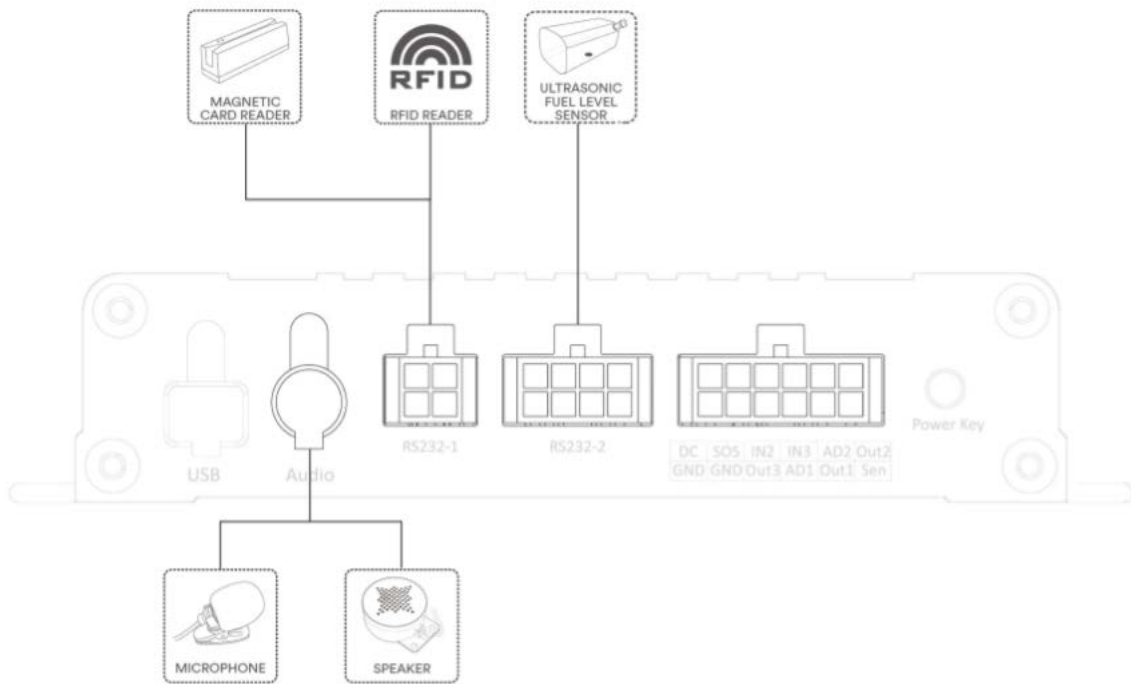 MAGNETIC
CARD READER
RFID
RFID READER
ULTRASONIC
FUEL LEVEL
SENSOR
USB
Audio
RS232-1
RS232-2
DC SOS IN2 IN3 AD2 Out2
GND GND Out3 AD1 Out1 Sen
Power Key
MICROPHONE
SPEAKER